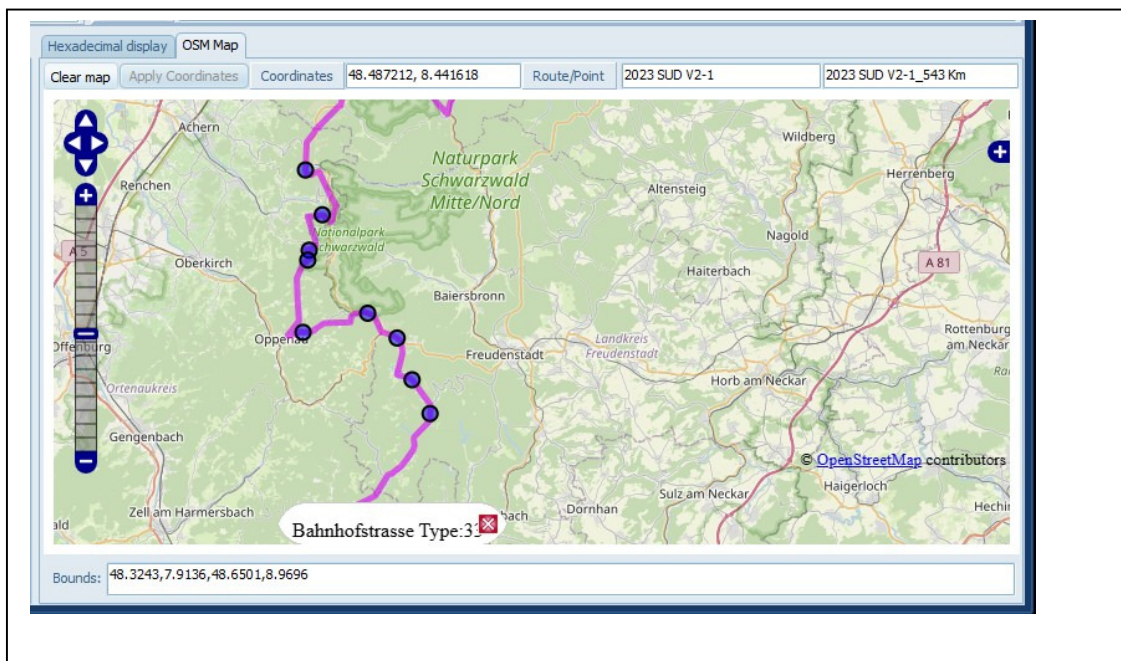 Hexadecimal display OSM Map
Clear map Apply Coordinates Coordinates 48.487212, 8.441618 Route/Point 2023 SUD V2-1 2023 SUD V2-1_543 Km
Achern
Wildberg
Naturpark
Schwarzwald
Mitte/Nord
Herrenberg
Renchen
Altensteig
Nationalpark
Schwarzwald
Nagold
A 5
Oberkirch
Haiterbach
A 81
Baiersbronn
Oppenau
Offenburg
Freudenstadt
Landkreis
Freudenstadt
Rottenburg
am Neckar
Ortenaukreis
Horb am Neckar
Gengenbach
© OpenStreetMap contributors
Sulz am Neckar
Haigerloch
Zell am Harmersbach
Dornhan
Bahnhofstrasse Type:33
Bounds: 48.3243,7.9136,48.6501,8.9696